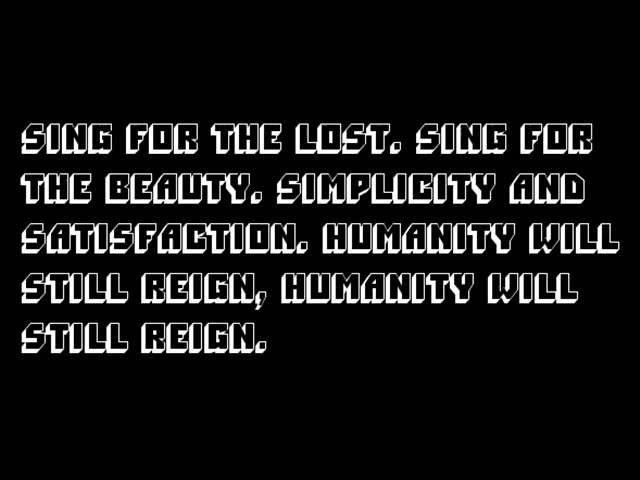 SING FOR THE LOST. SING FOR
THE BEAUTY. SIMPLICITY AND
SATISFACTION. HUMANITY WILL
STILL REIGN, HUMANITY WILL
STILL REIGN.